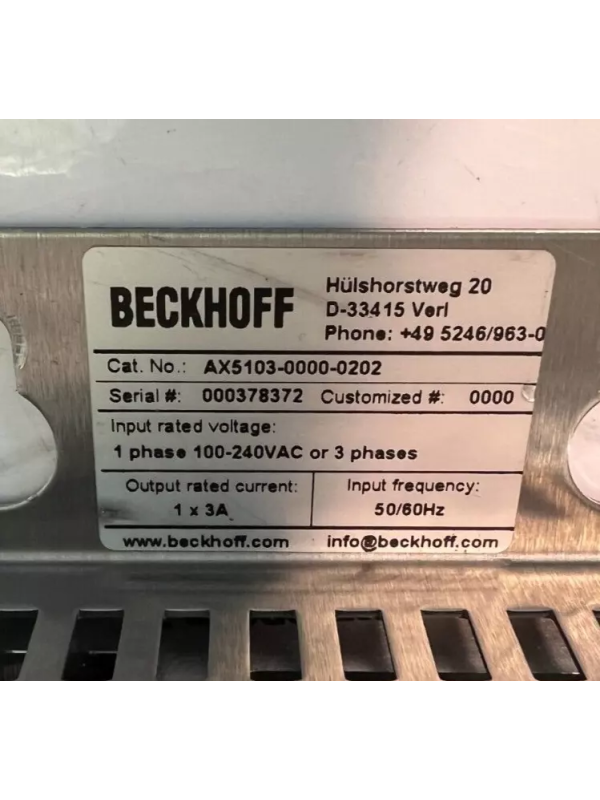 BECKHOFF
Hülshorstweg 20
D-33415 Verl
Phone: +49 5246/963-0
Cat. No.: AX5103-0000-0202
Serial #: 000378372 Customized #: 0000
Input rated voltage:
1 phase 100-240VAC or 3 phases
Output rated current: Input frequency:
1 x 3A 50/60Hz
www.beckhoff.com info@beckhoff.com